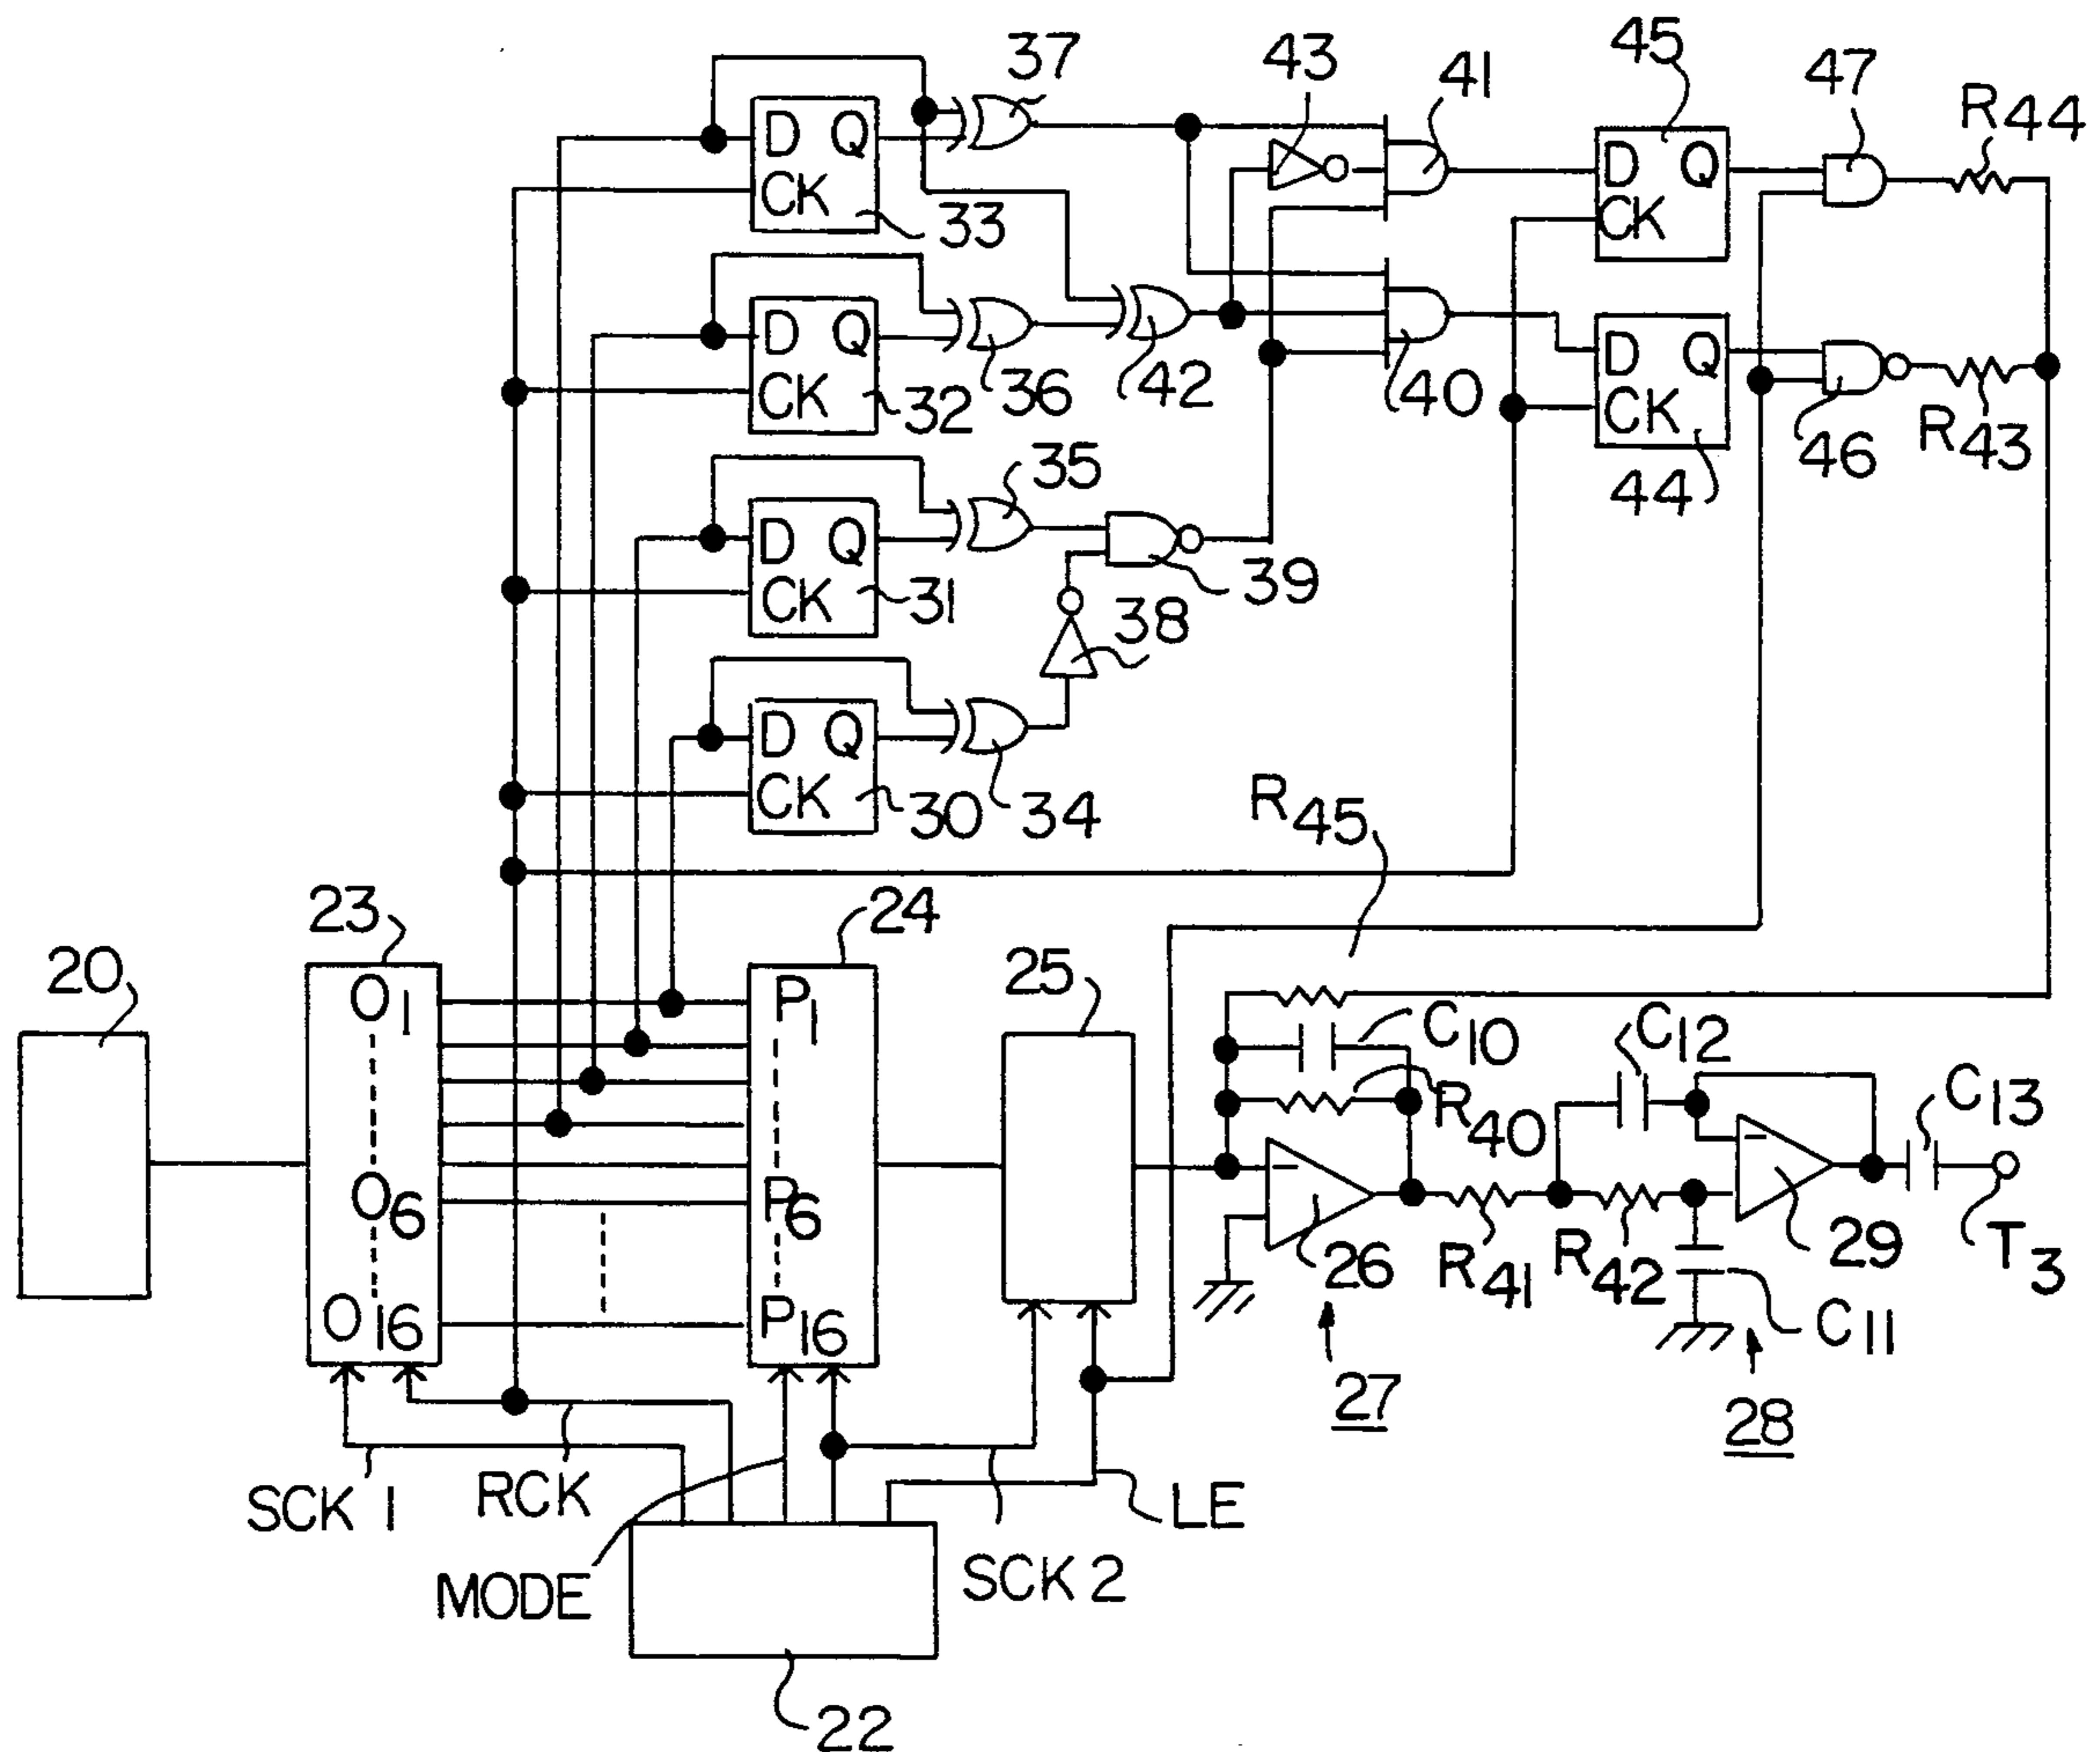 37
43
41
45
47
R44
D Q
CK
33
D Q
CK
D Q
CK
32
36
42
40
D Q
CK
44
46
R43
35
D Q
CK
31
39
38
D Q
CK
30
34
R45
23
24
20
25
O1
P1
C10
C12
C13
R40
O6
P6
26
R41
R42
29
T3
O16
P16
C11
27
28
SCK 1
RCK
LE
MODE
SCK 2
22